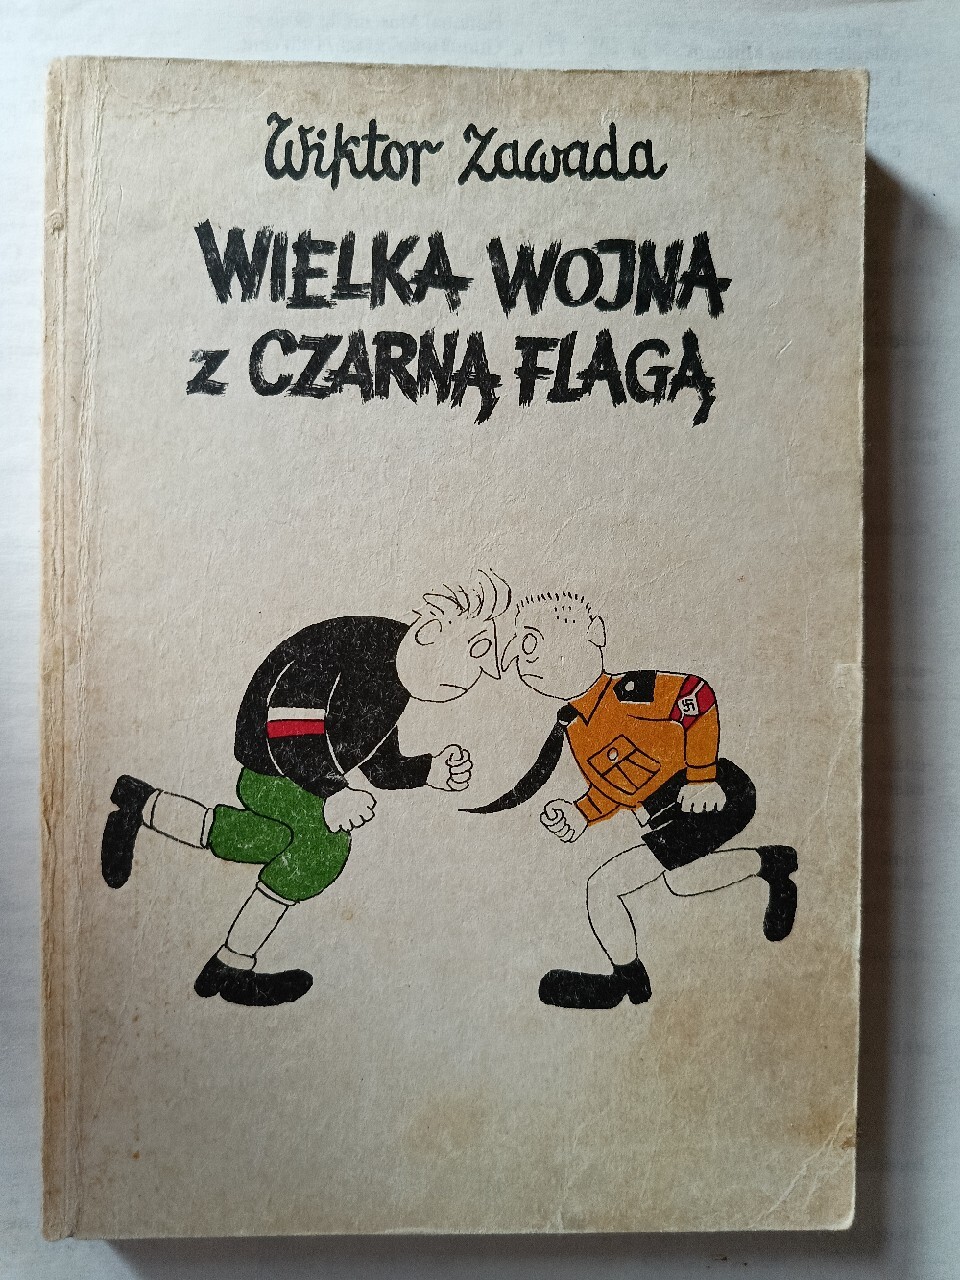 Wiktor Zawada
WIELKA WOJNA
z CZARNĄ FLAGĄ